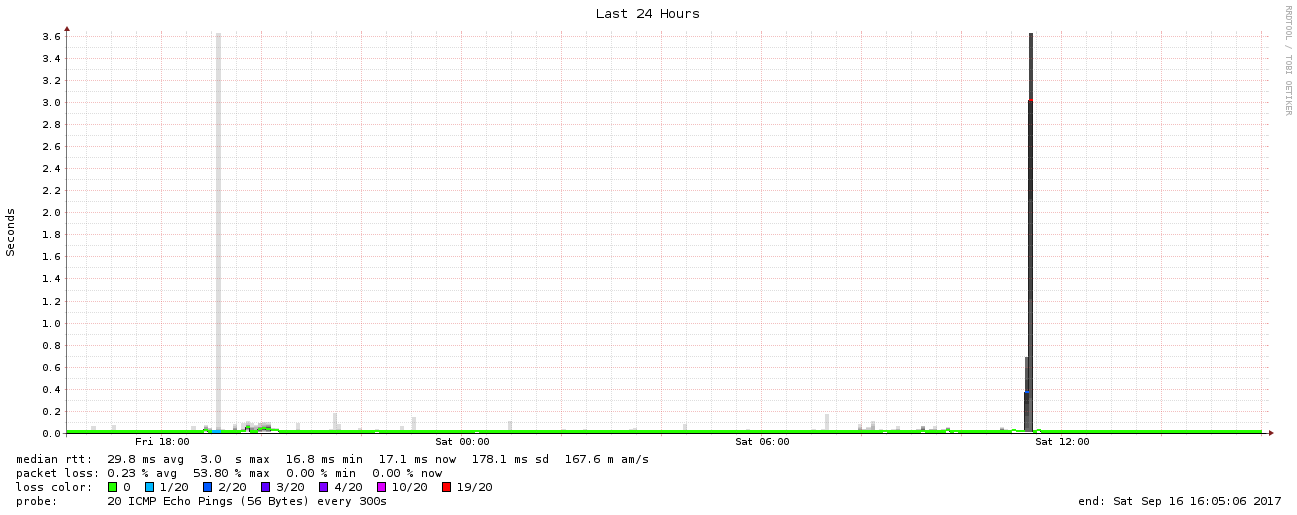 Last 24 Hours
RRDTOOL / TOBI OETIKER
Seconds
3.6
3.4
3.2
3.0
2.8
2.6
2.4
2.2
2.0
1.8
1.6
1.4
1.2
1.0
0.8
0.6
0.4
0.2
0.0
Fri 18:00 Sat 00:00 Sat 06:00 Sat 12:00
median rtt: 29.8 ms avg 3.0 s max 16.8 ms min 17.1 ms now 178.1 ms sd 167.6 m am/s
packet loss: 0.23 % avg 53.80 % max 0.00 % min 0.00 % now
loss color: 0 1/20 2/20 3/20 4/20 10/20 19/20
probe: 20 ICMP Echo Pings (56 Bytes) every 300s end: Sat Sep 16 16:05:06 2017